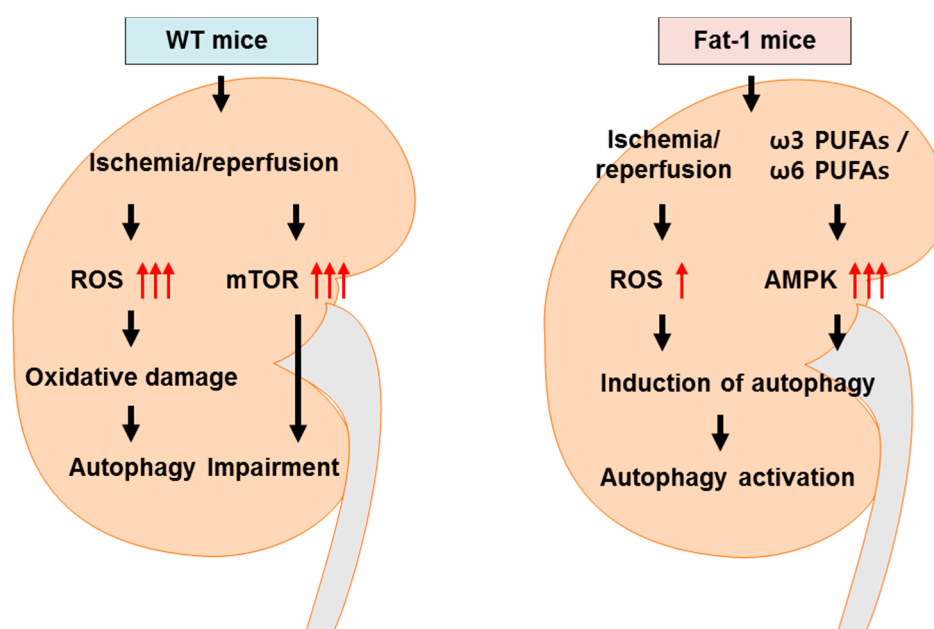 WT mice
Ischemia/reperfusion
ROS
mTOR
Oxidative damage
Autophagy Impairment
Fat-1 mice
Ischemia/
reperfusion
ω3 PUFAs /
ω6 PUFAs
ROS
AMPK
Induction of autophagy
Autophagy activation